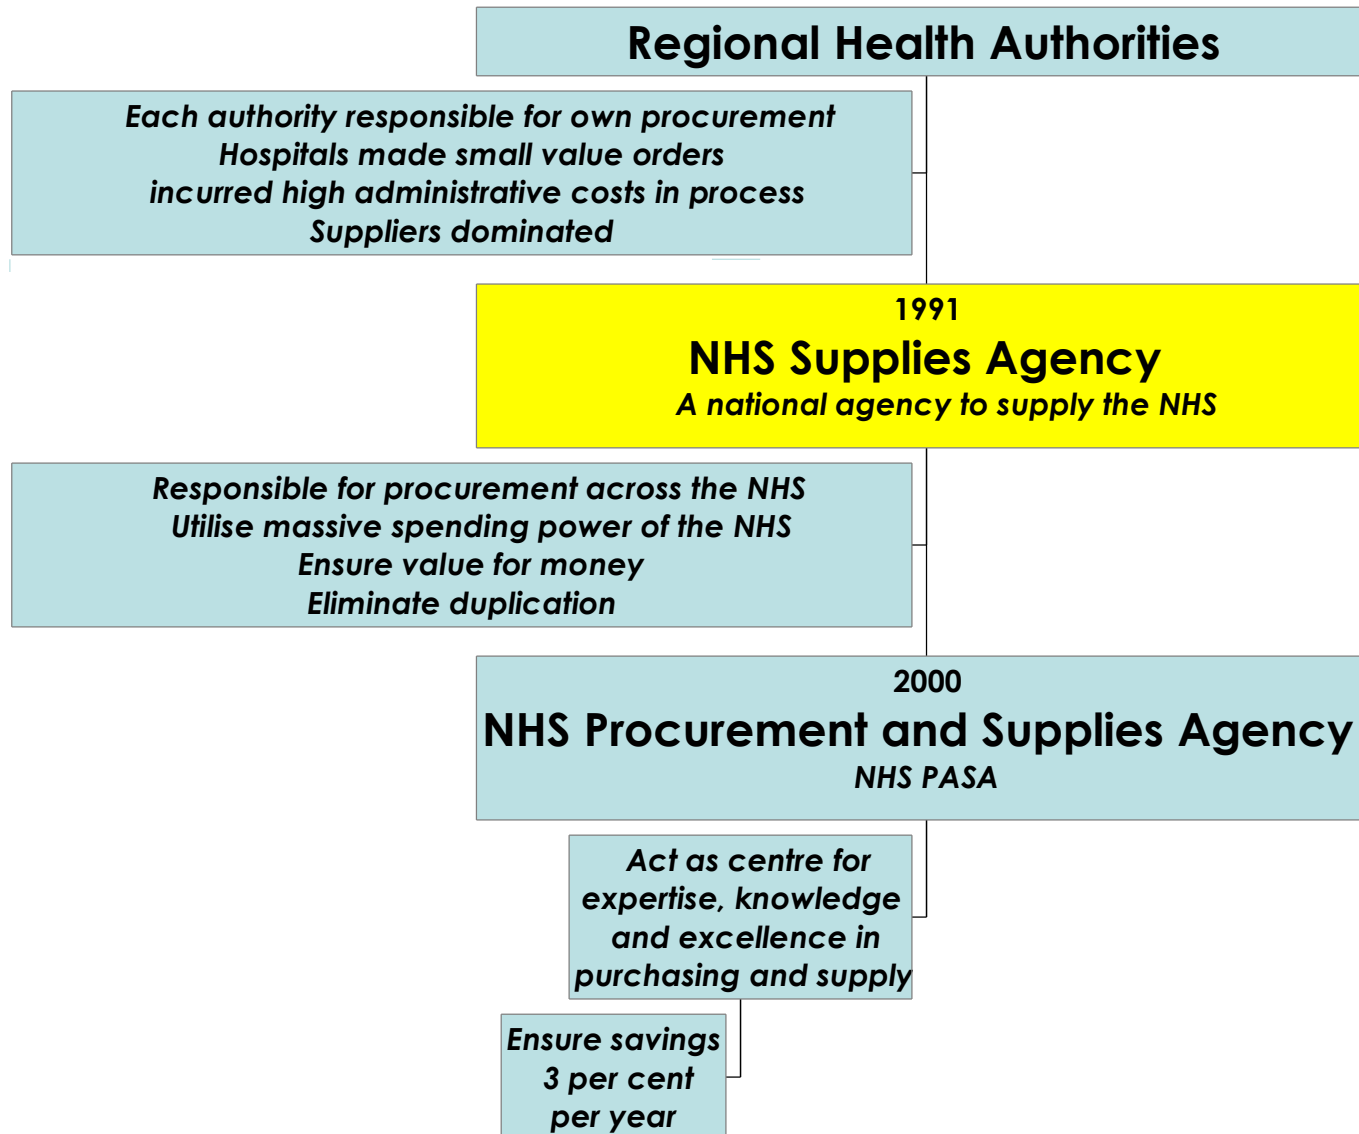 Regional Health Authorities
Each authority responsible for own procurement
Hospitals made small value orders
incurred high administrative costs in process
Suppliers dominated
1991
NHS Supplies Agency
A national agency to supply the NHS
Responsible for procurement across the NHS
Utilise massive spending power of the NHS
Ensure value for money
Eliminate duplication
2000
NHS Procurement and Supplies Agency
NHS PASA
Act as centre for
expertise, knowledge
and excellence in
purchasing and supply
Ensure savings
3 per cent
per year